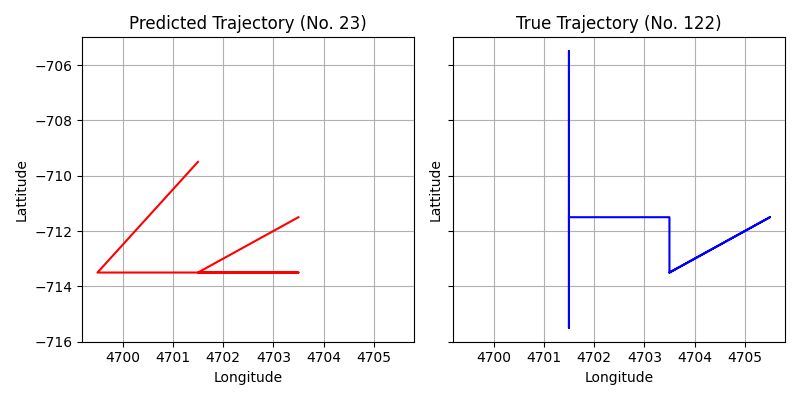 Predicted Trajectory (No. 23)
True Trajectory (No. 122)
−706
−708
−710
−712
−714
−716
Lattitude
Lattitude
4700 4701 4702 4703 4704 4705
4700 4701 4702 4703 4704 4705
Longitude
Longitude